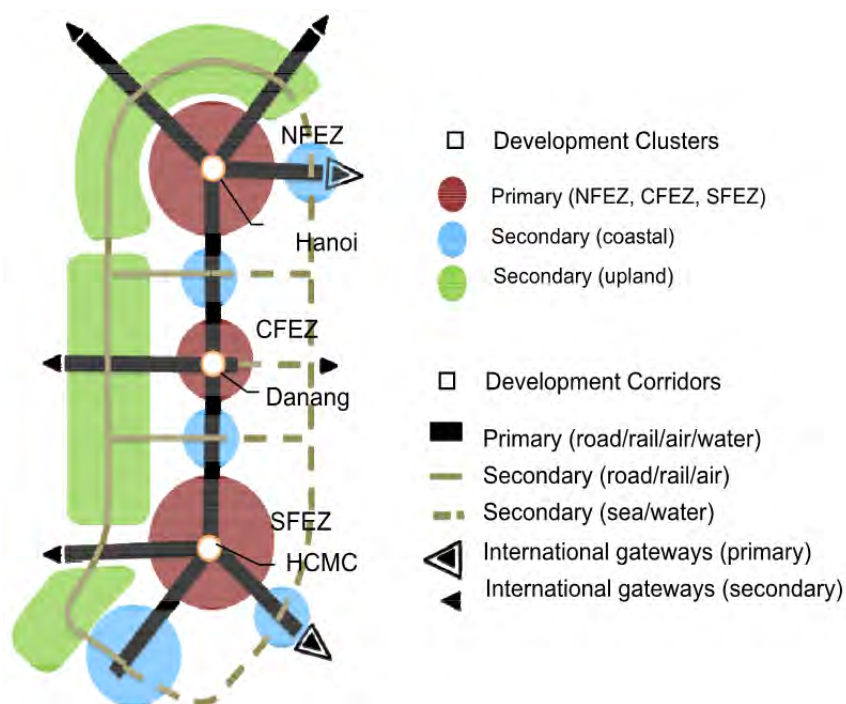 NFEZ
Hanoi
CFEZ
Danang
SFEZ
HCMC
Development Clusters
Primary (NFEZ, CFEZ, SFEZ)
Secondary (coastal)
Secondary (upland)
Development Corridors
Primary (road/rail/air/water)
Secondary (road/rail/air)
Secondary (sea/water)
International gateways (primary)
International gateways (secondary)